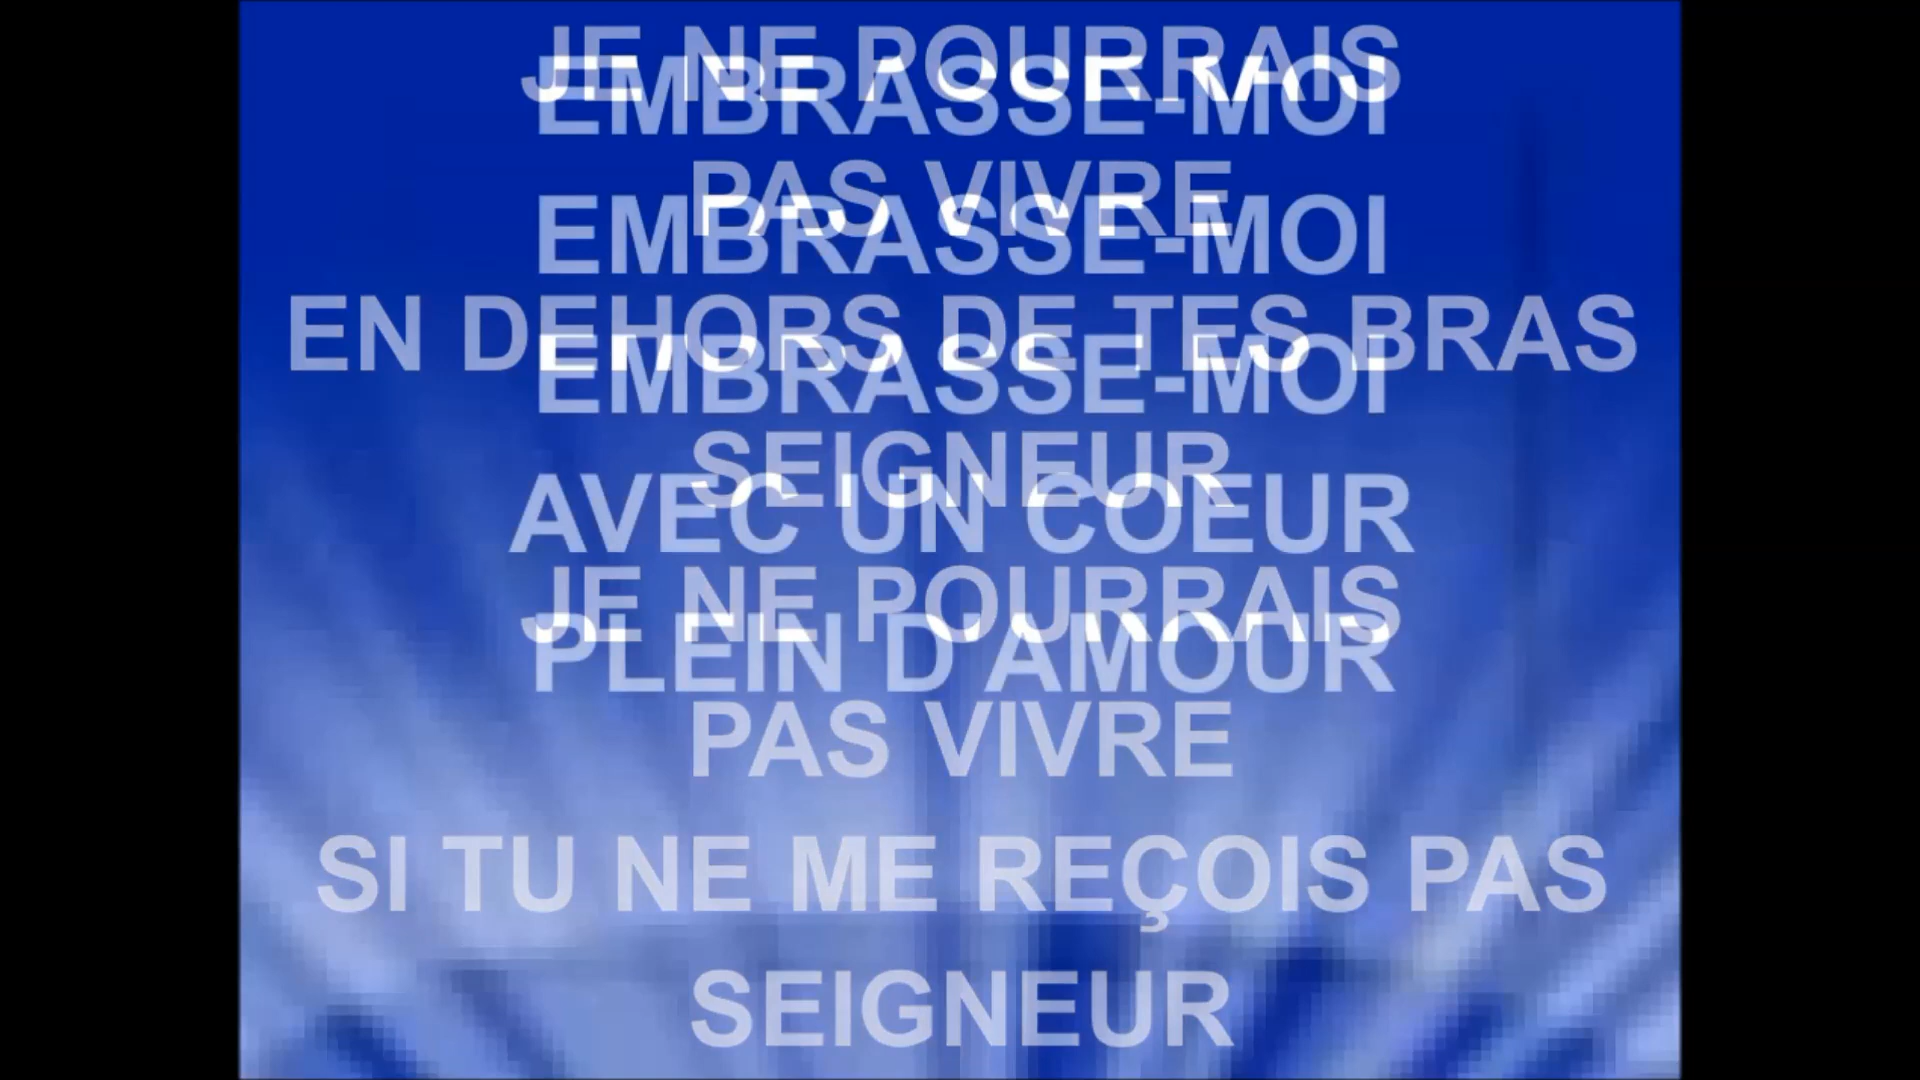 JE NE POURRAIS
EMBRASSE-MOI
PAS VIVRE
EMBRASSE-MOI
EN DEHORS DE TES BRAS
EMBRASSE-MOI
SEIGNEUR
AVEC UN COEUR
JE NE POURRAIS
PLEIN D'AMOUR
PAS VIVRE
SI TU NE ME REÇOIS PAS
SEIGNEUR